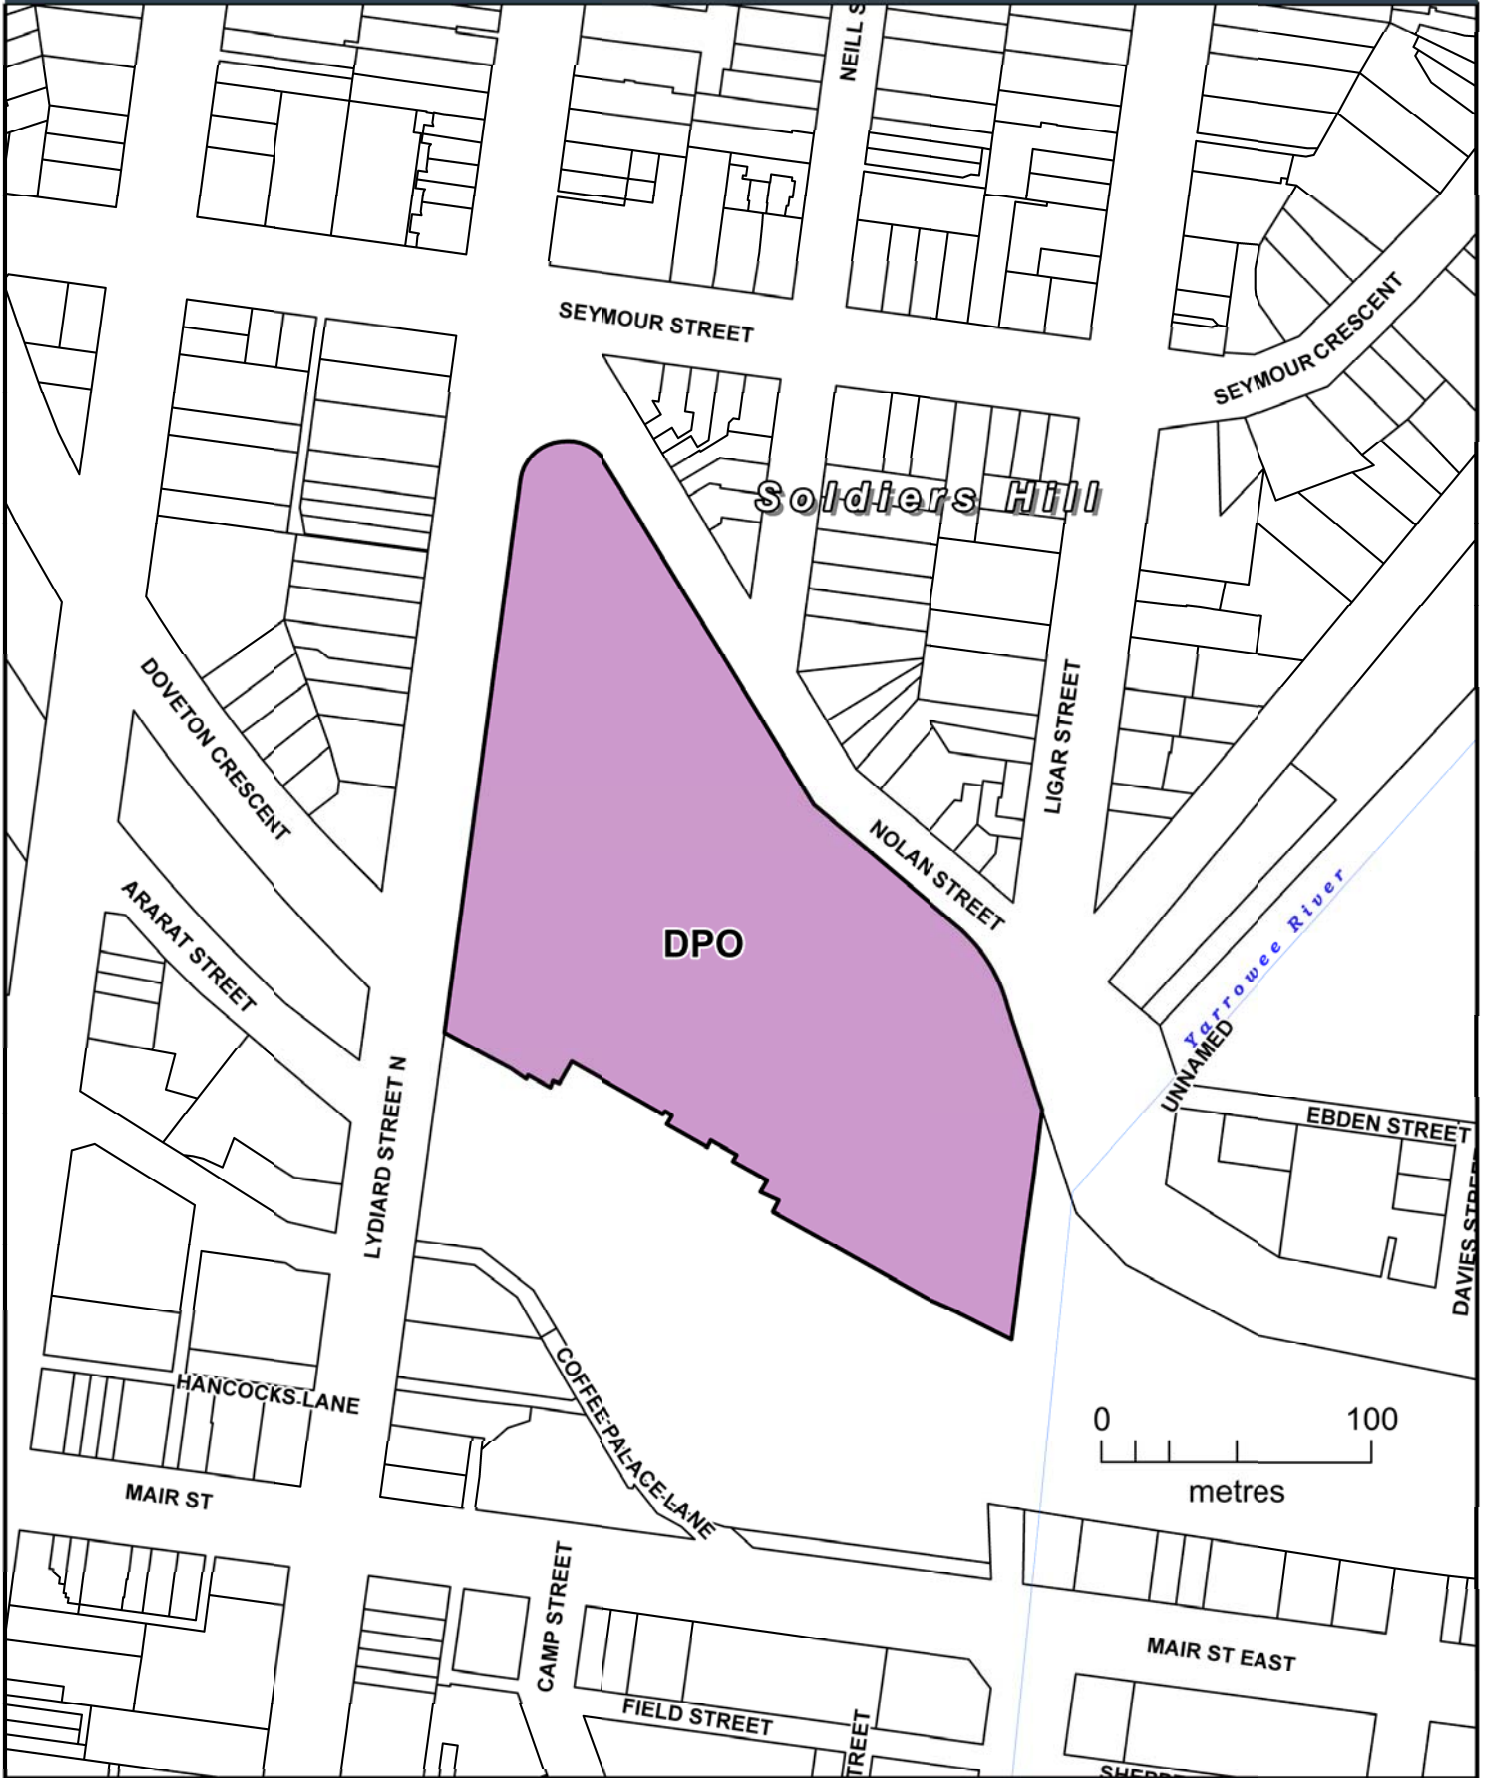 NEILL S
SEYMOUR STREET
SEYMOUR CRESCENT
Soldiers Hill
DOVETON CRESCENT
LIGAR STREET
NOLAN STREET
ARARAT STREET
DPO
Yarrowee River
UNNAMED
EBDEN STREET
LYDIARD STREET N
DAVIES STREE
COFFEE PALACE LANE
HANCOCKS LANE
0 100
metres
MAIR ST
CAMP STREET
MAIR ST EAST
FIELD STREET
TREET